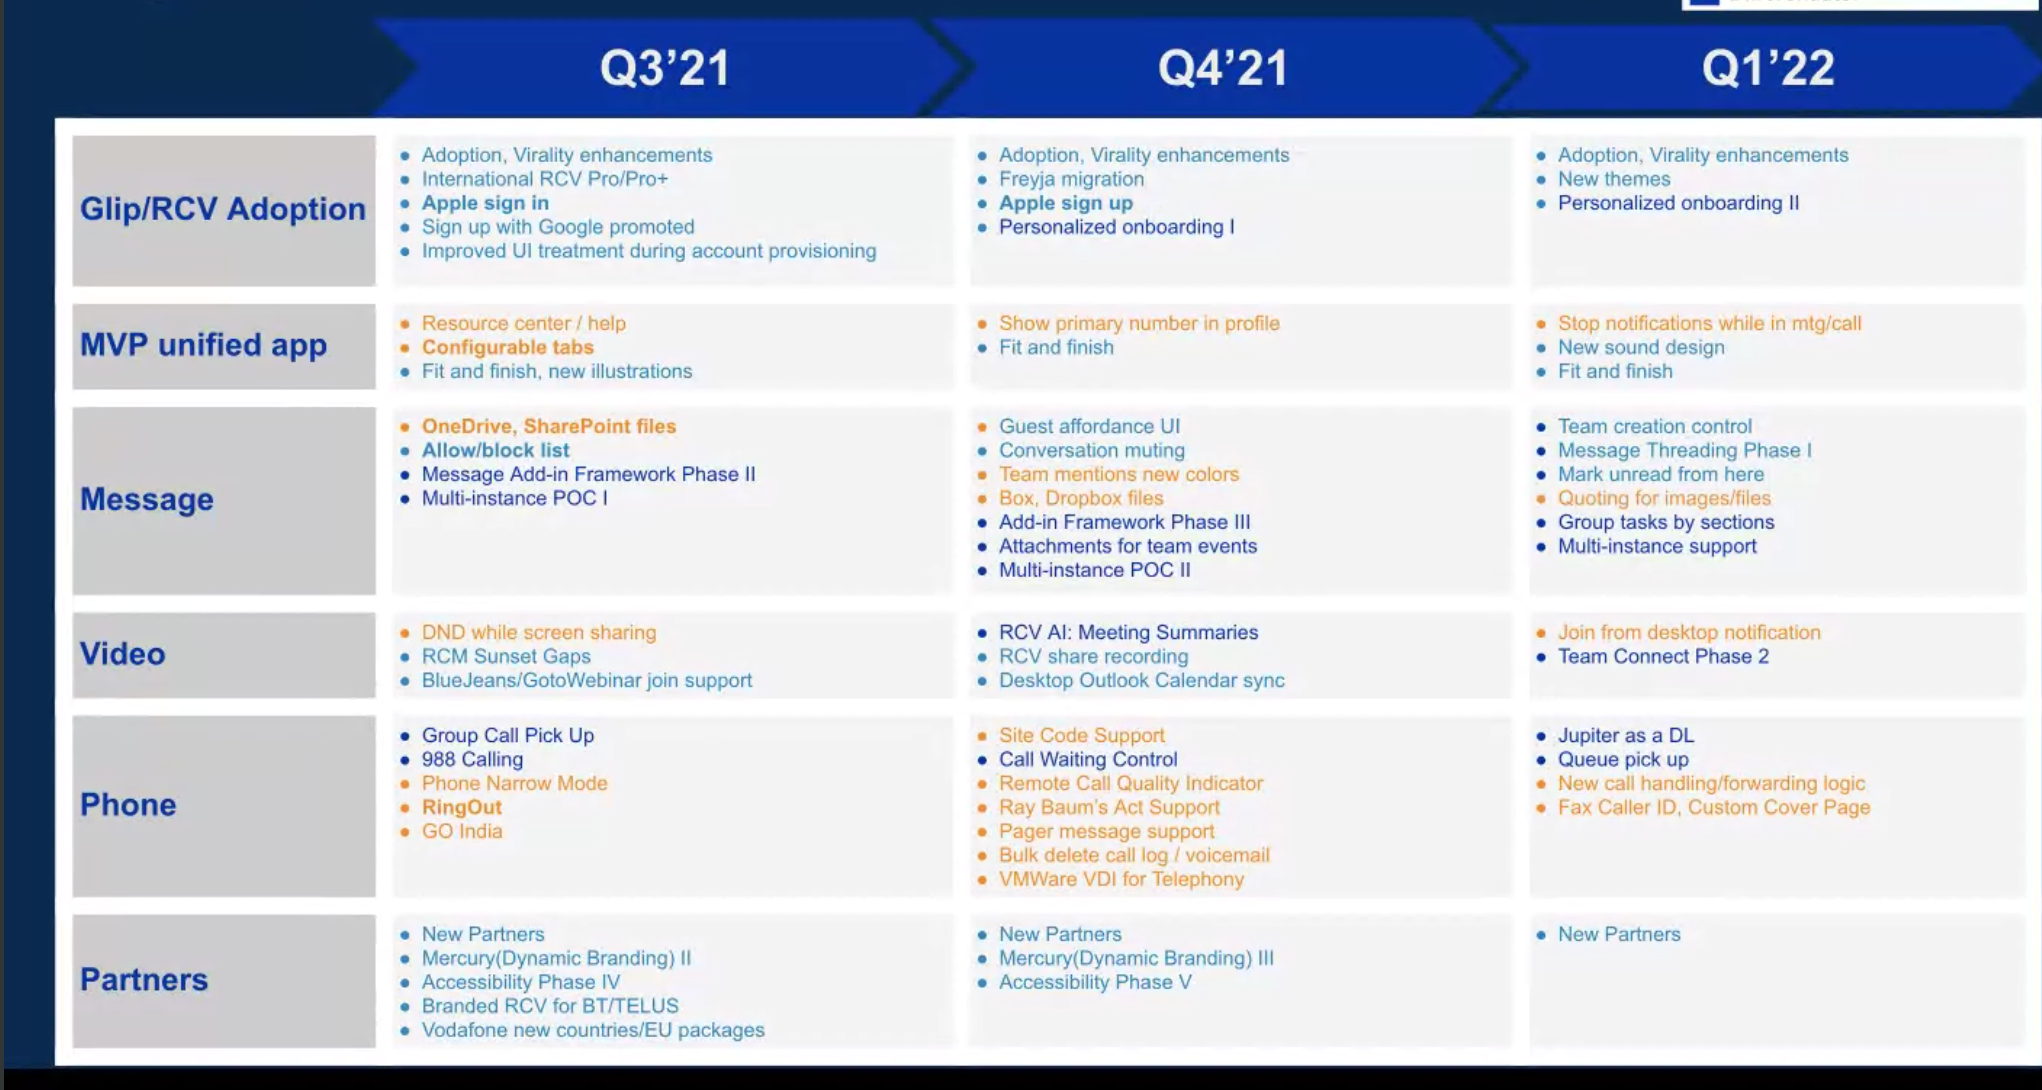 Q3’21
Q4’21
Q1’22
Glip/RCV Adoption
Adoption, Virality enhancements
International RCV Pro/Pro+
Apple sign in
Sign up with Google promoted
Improved UI treatment during account provisioning
Adoption, Virality enhancements
Freyja migration
Apple sign up
Personalized onboarding I
Adoption, Virality enhancements
New themes
Personalized onboarding II
MVP unified app
Resource center / help
Configurable tabs
Fit and finish, new illustrations
Show primary number in profile
Fit and finish
Stop notifications while in mtg/call
New sound design
Fit and finish
Message
OneDrive, SharePoint files
Allow/block list
Message Add-in Framework Phase II
Multi-instance POC I
Guest affordance UI
Conversation muting
Team mentions new colors
Box, Dropbox files
Add-in Framework Phase III
Attachments for team events
Multi-instance POC II
Team creation control
Message Threading Phase I
Mark unread from here
Quoting for images/files
Group tasks by sections
Multi-instance support
Video
DND while screen sharing
RCM Sunset Gaps
BlueJeans/GotoWebinar join support
RCV AI: Meeting Summaries
RCV share recording
Desktop Outlook Calendar sync
Join from desktop notification
Team Connect Phase 2
Phone
Group Call Pick Up
988 Calling
Phone Narrow Mode
RingOut
GO India
Site Code Support
Call Waiting Control
Remote Call Quality Indicator
Ray Baum’s Act Support
Pager message support
Bulk delete call log / voicemail
VMWare VDI for Telephony
Jupiter as a DL
Queue pick up
New call handling/forwarding logic
Fax Caller ID, Custom Cover Page
Partners
New Partners
Mercury(Dynamic Branding) II
Accessibility Phase IV
Branded RCV for BT/TELUS
Vodafone new countries/EU packages
New Partners
Mercury(Dynamic Branding) III
Accessibility Phase V
New Partners